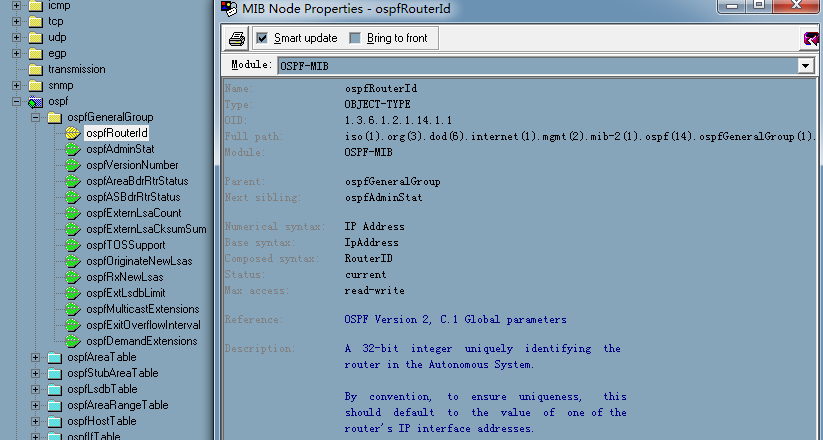 icmp
tcp
udp
egp
transmission
snmp
ospf
ospfGeneralGroup
ospfRouterId
ospfAdminStat
ospfVersionNumber
ospfAreaBdrRtrStatus
ospfASBdrRtrStatus
ospfExternLsaCount
ospfExternLsaCksumSum
ospfTOSSupport
ospfOriginateNewLsas
ospfRxNewLsas
ospfExtLsdbLimit
ospfMulticastExtensions
ospfExitOverflowInterval
ospfDemandExtensions
ospfAreaTable
ospfStubAreaTable
ospfLsdbTable
ospfAreaRangeTable
ospfHostTable
ospfIfTable
MIB Node Properties - ospfRouterId
Smart update Bring to front
Module: OSPF-MIB
Name: ospfRouterId
Type: OBJECT-TYPE
OID: 1.3.6.1.2.1.14.1.1
Full path: iso(1).org(3).dod(6).internet(1).mgmt(2).mib-2(1).ospf(14).ospfGeneralGroup(1).
Module: OSPF-MIB
Parent: ospfGeneralGroup
Next sibling: ospfAdminStat
Numerical syntax: IP Address
Base syntax: IpAddress
Composed syntax: RouterID
Status: current
Max access: read-write
Reference: OSPF Version 2, C.1 Global parameters
Description: A 32-bit integer uniquely identifying the
router in the Autonomous System.
By convention, to ensure uniqueness, this
should default to the value of one of the
router's IP interface addresses.